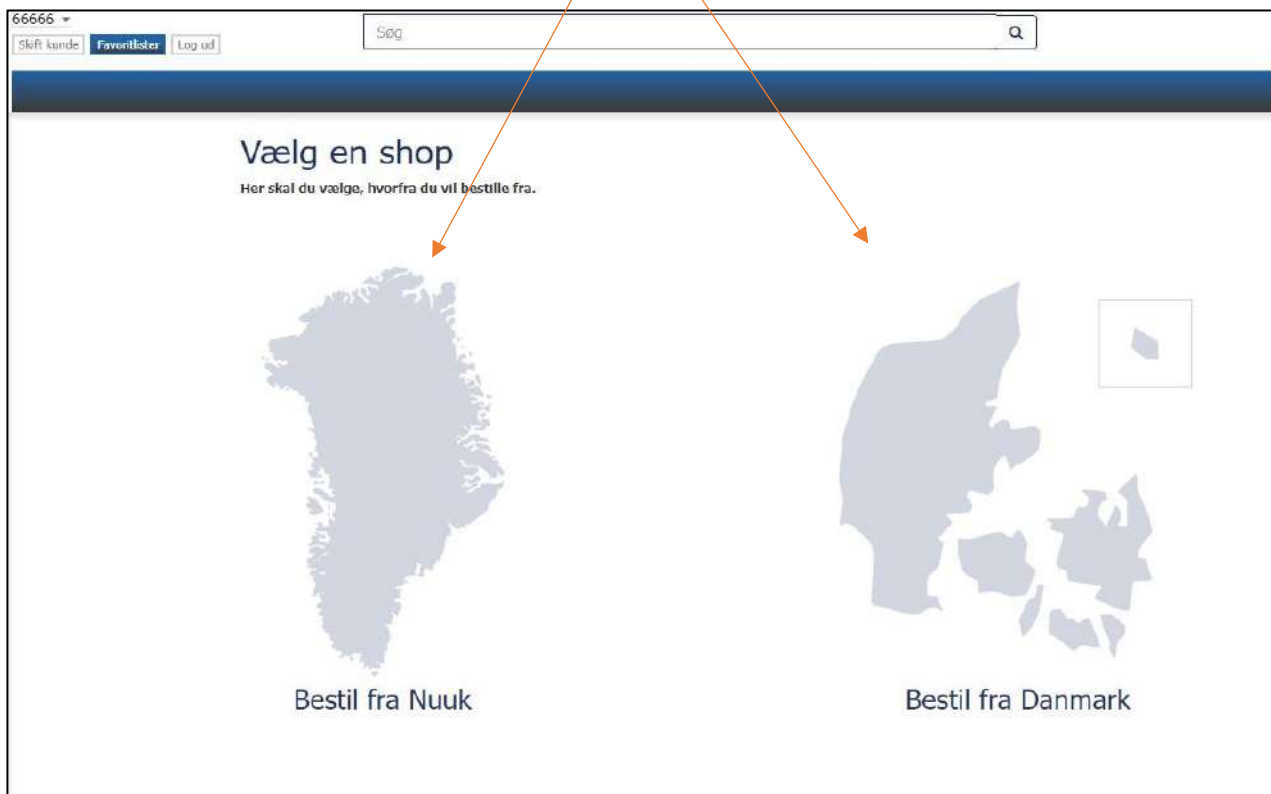 66666
Skift kunde Favoritlister Log ud
Søg
Vælg en shop
Her skal du vælge, hvorfra du vil bestille fra.
Bestil fra Nuuk
Bestil fra Danmark